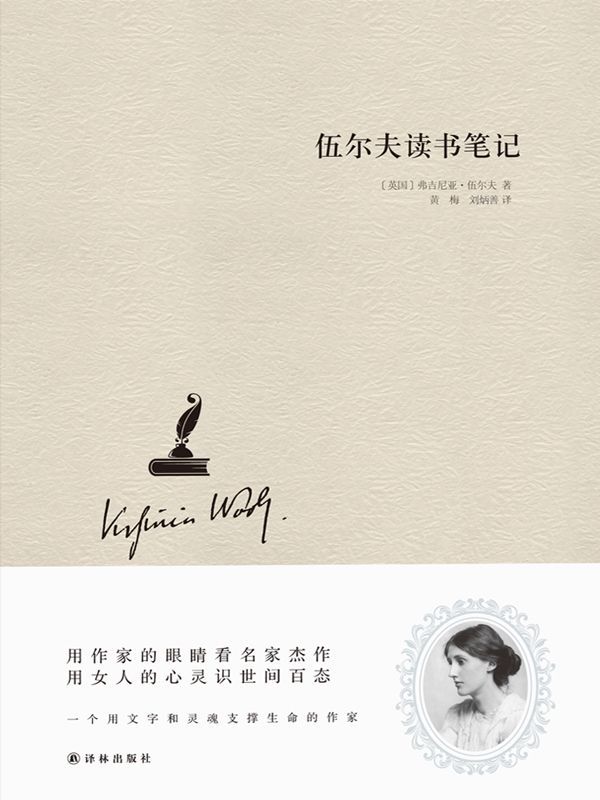 伍尔夫读书笔记
〔英国〕弗吉尼亚·伍尔夫 著
黄 梅 刘炳善 译
Virginia Woolf.
用作家的眼睛看名家杰作
用女人的心灵识世间百态
一个用文字和灵魂支撑生命的作家
译林出版社